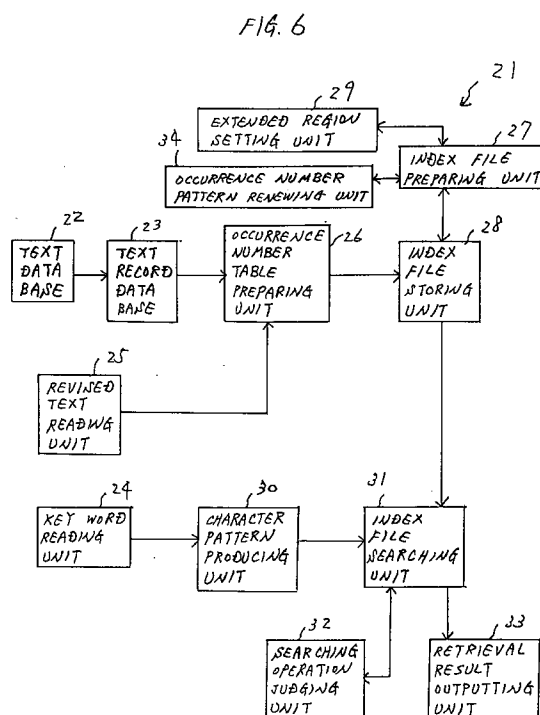 FIG. 6
21
29
EXTENDED REGION
SETTING UNIT
27
INDEX FILE
PREPARING UNIT
34
OCCURRENCE NUMBER
PATTERN RENEWING UNIT
22
TEXT
DATA
BASE
23
TEXT
RECORD
DATA
BASE
26
OCCURRENCE
NUMBER
TABLE
PREPARING
UNIT
28
INDEX
FILE
STORING
UNIT
25
REVISED
TEXT
READING
UNIT
24
KEY WORD
READING
UNIT
30
CHARACTER
PATTERN
PRODUCING
UNIT
31
INDEX
FILE
SEARCHING
UNIT
32
SEARCHING
OPERATION
JUDGING
UNIT
33
RETRIEVAL
RESULT
OUTPUTTING
UNIT